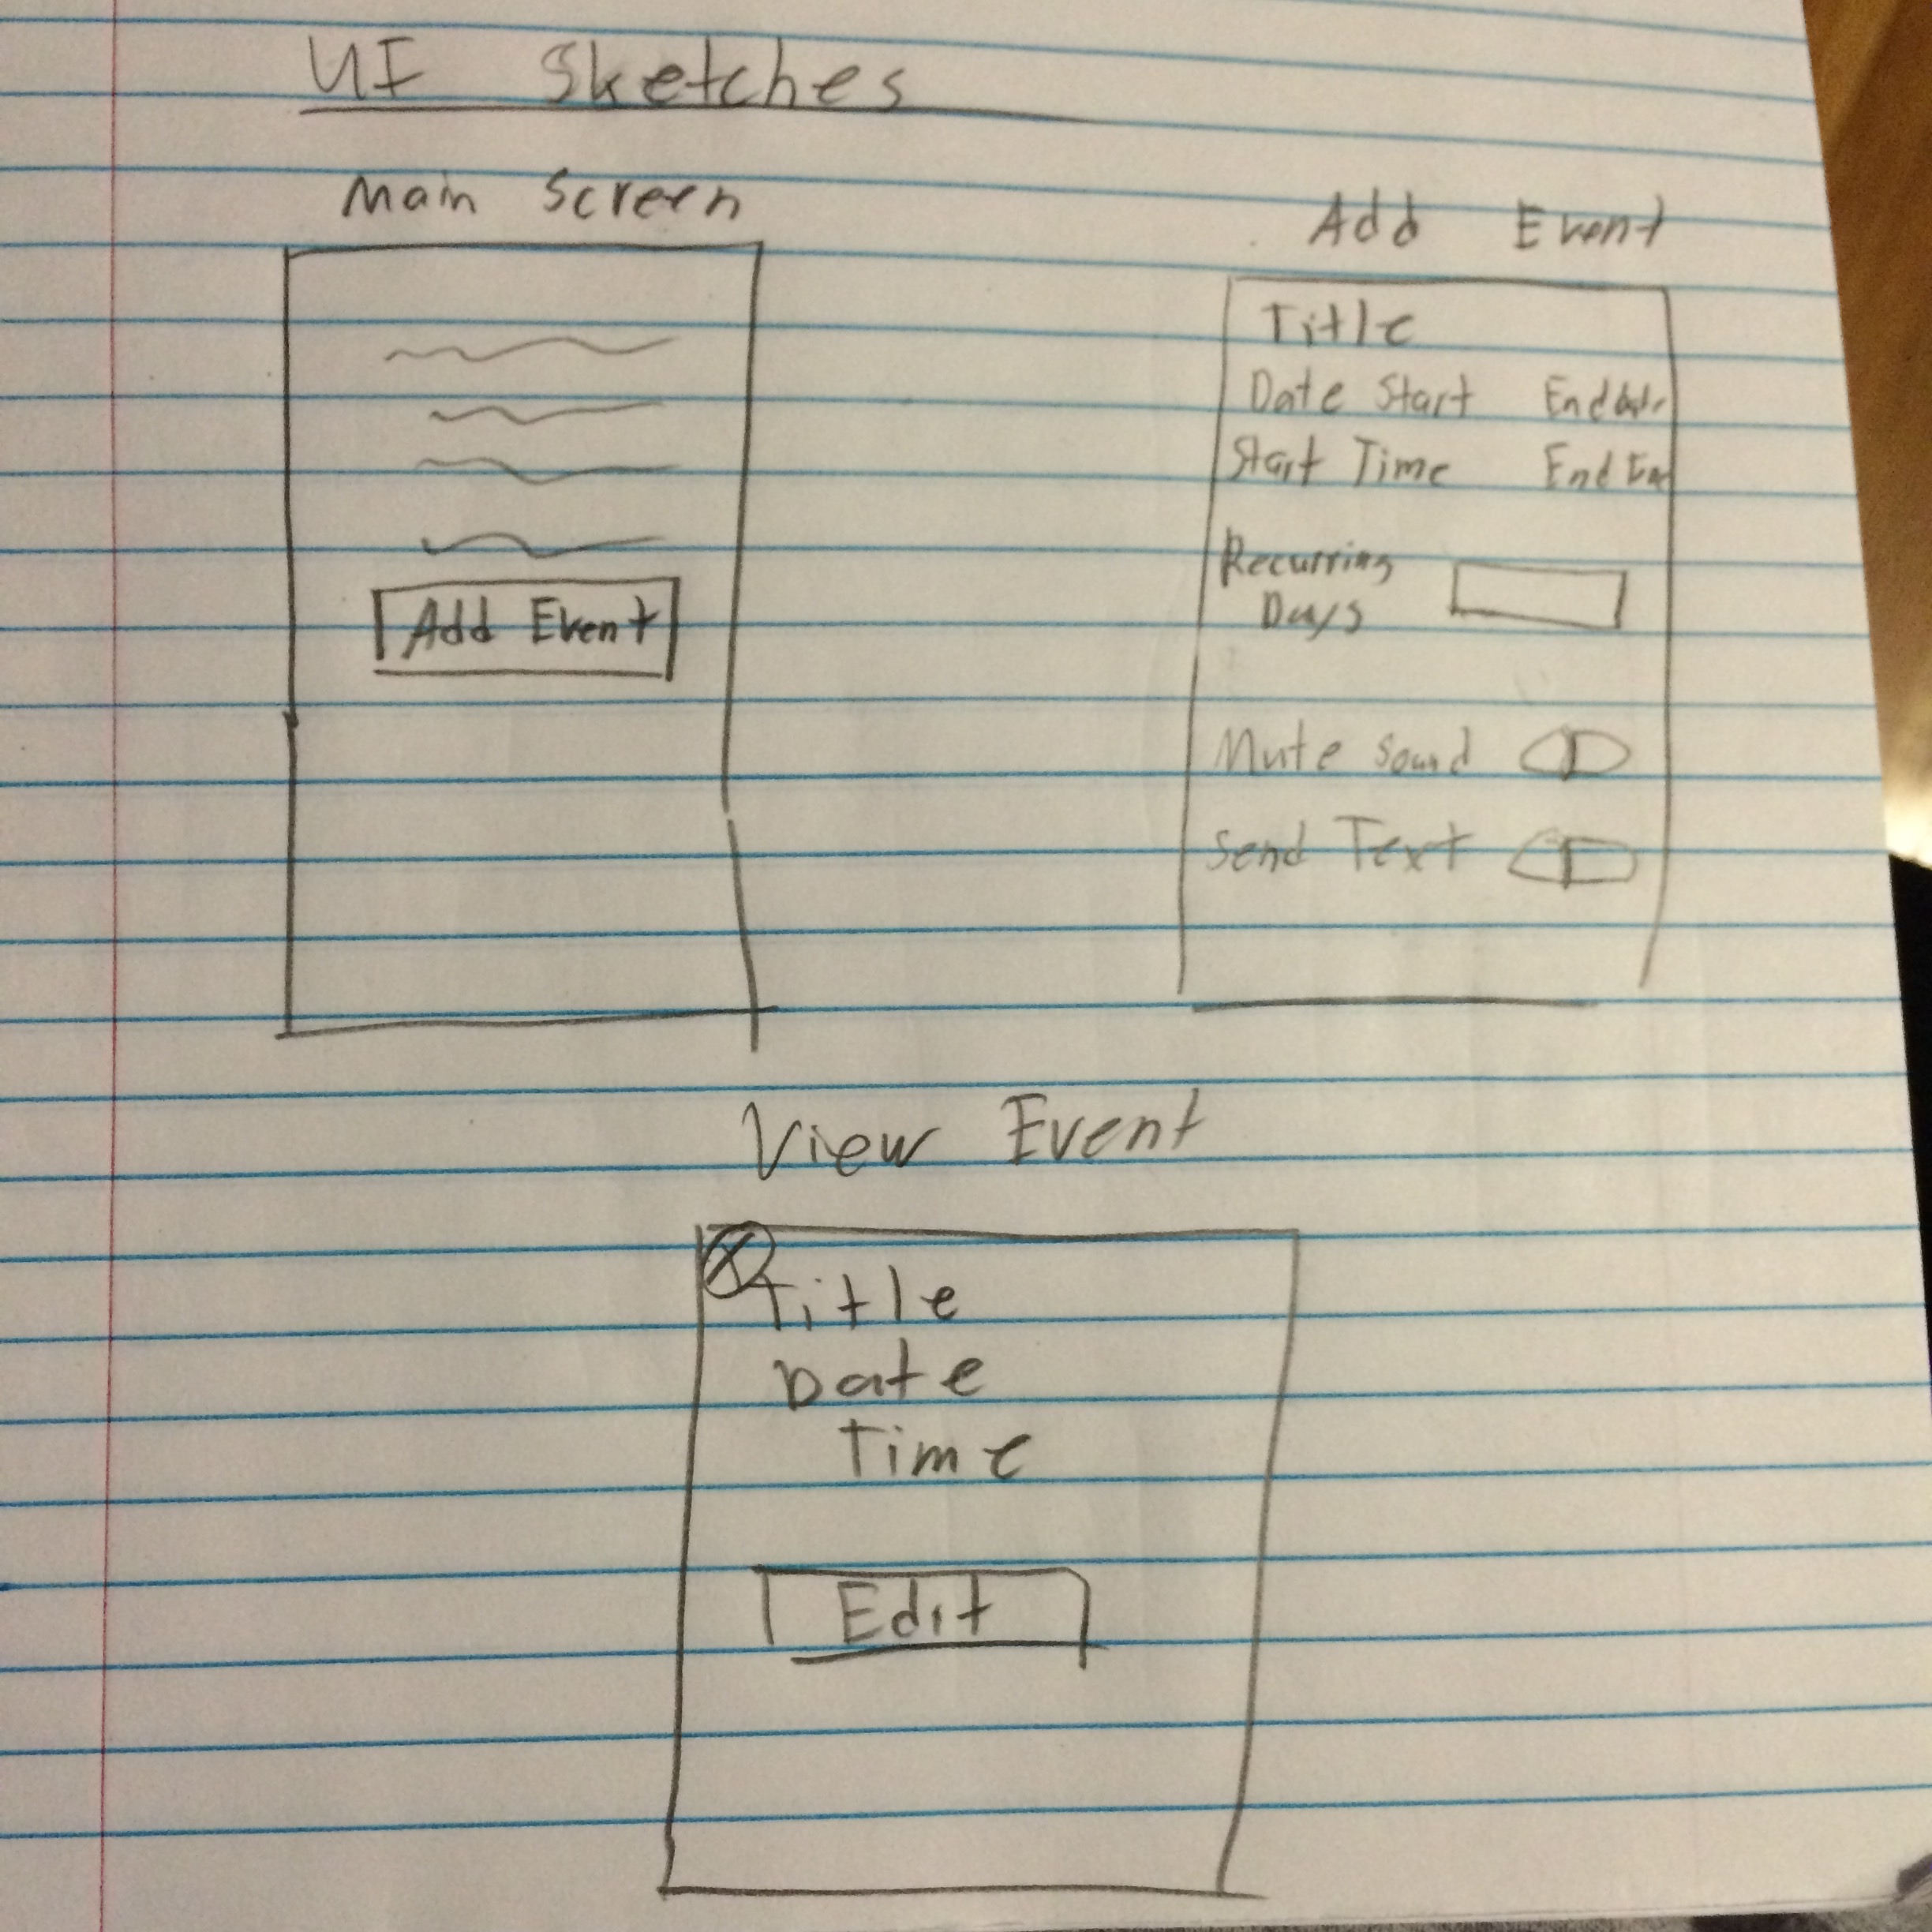 UI Sketches
Main Screen
Add Event
Add Event
Title
Date Start End date
Start Time End
Recurring
Days
Mute Sound
Send Text
View Event
X
Title
Date
Time
Edit